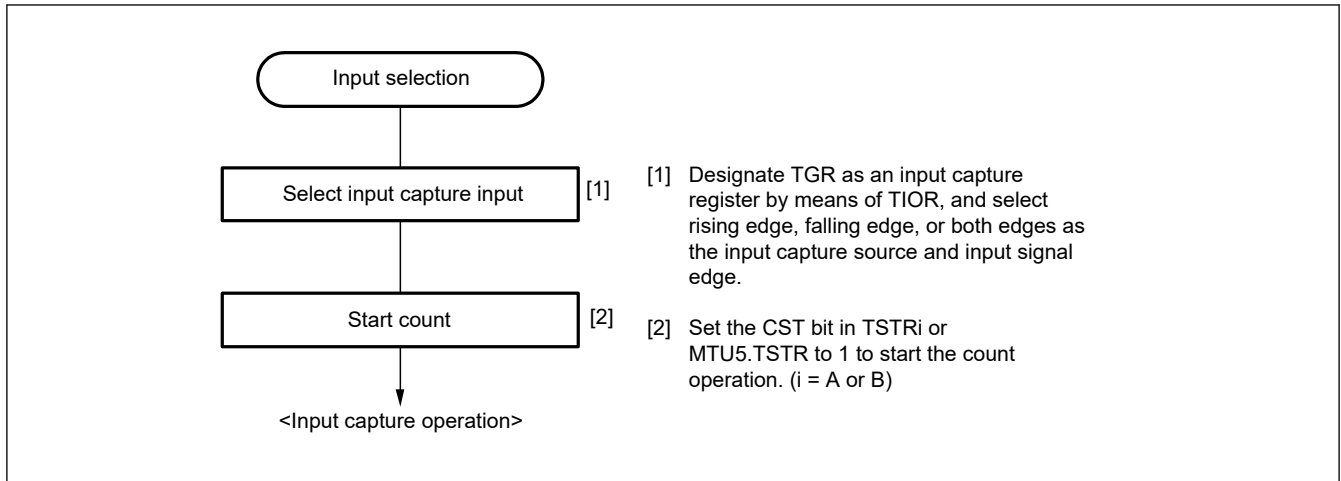 Input selection
Select input capture input
[1]
[1] Designate TGR as an input capture
register by means of TIOR, and select
rising edge, falling edge, or both edges as
the input capture source and input signal
edge.
Start count
[2]
[2] Set the CST bit in TSTRi or
MTU5.TSTR to 1 to start the count
operation. (i = A or B)
<Input capture operation>